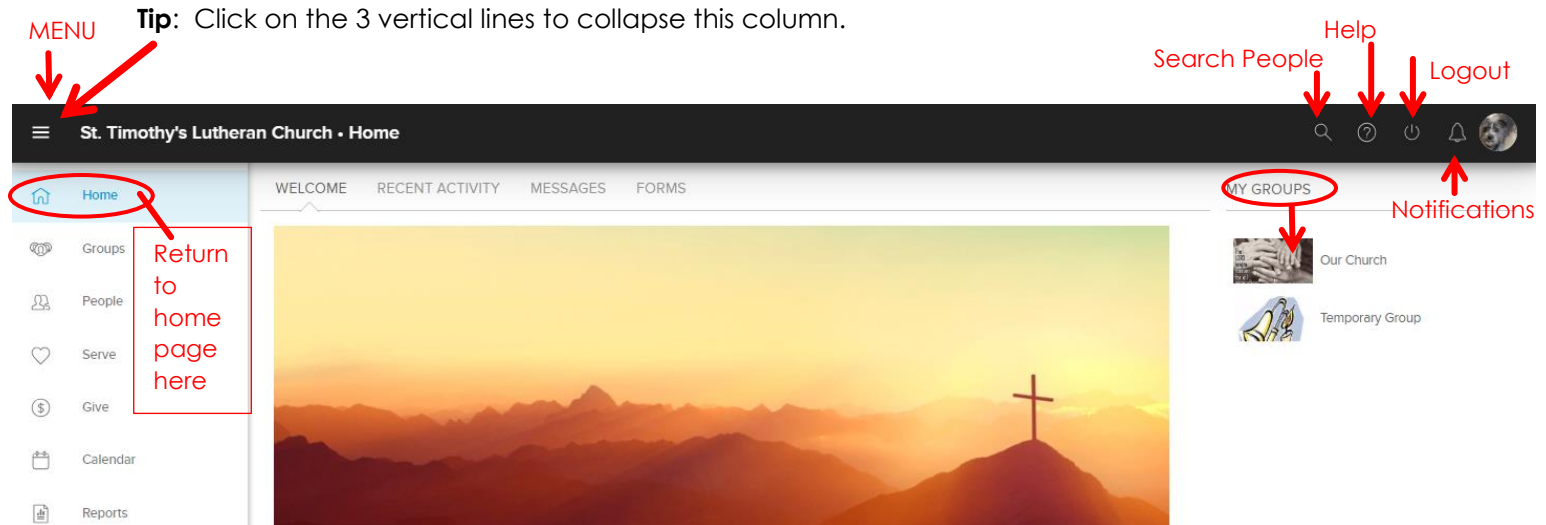 Tip:  Click on the 3 vertical lines to collapse this column.
MENU
Help
Search People
Logout
St. Timothy's Lutheran Church • Home
Home
WELCOME RECENT ACTIVITY MESSAGES FORMS
MY GROUPS
Notifications
Groups
Return
to
home
page
here
Our Church
People
Temporary Group
Serve
Give
Calendar
Reports